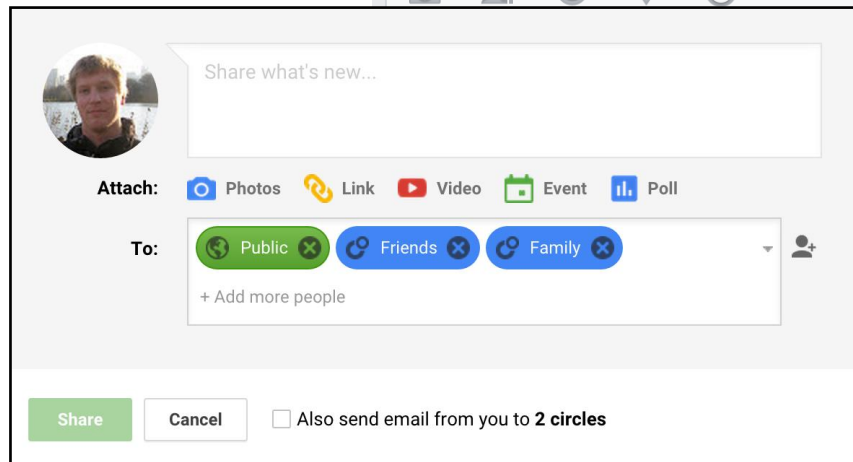 Share what's new...
Attach: Photos Link Video Event Poll
To: Public Friends Family
+ Add more people
Share Cancel Also send email from you to 2 circles